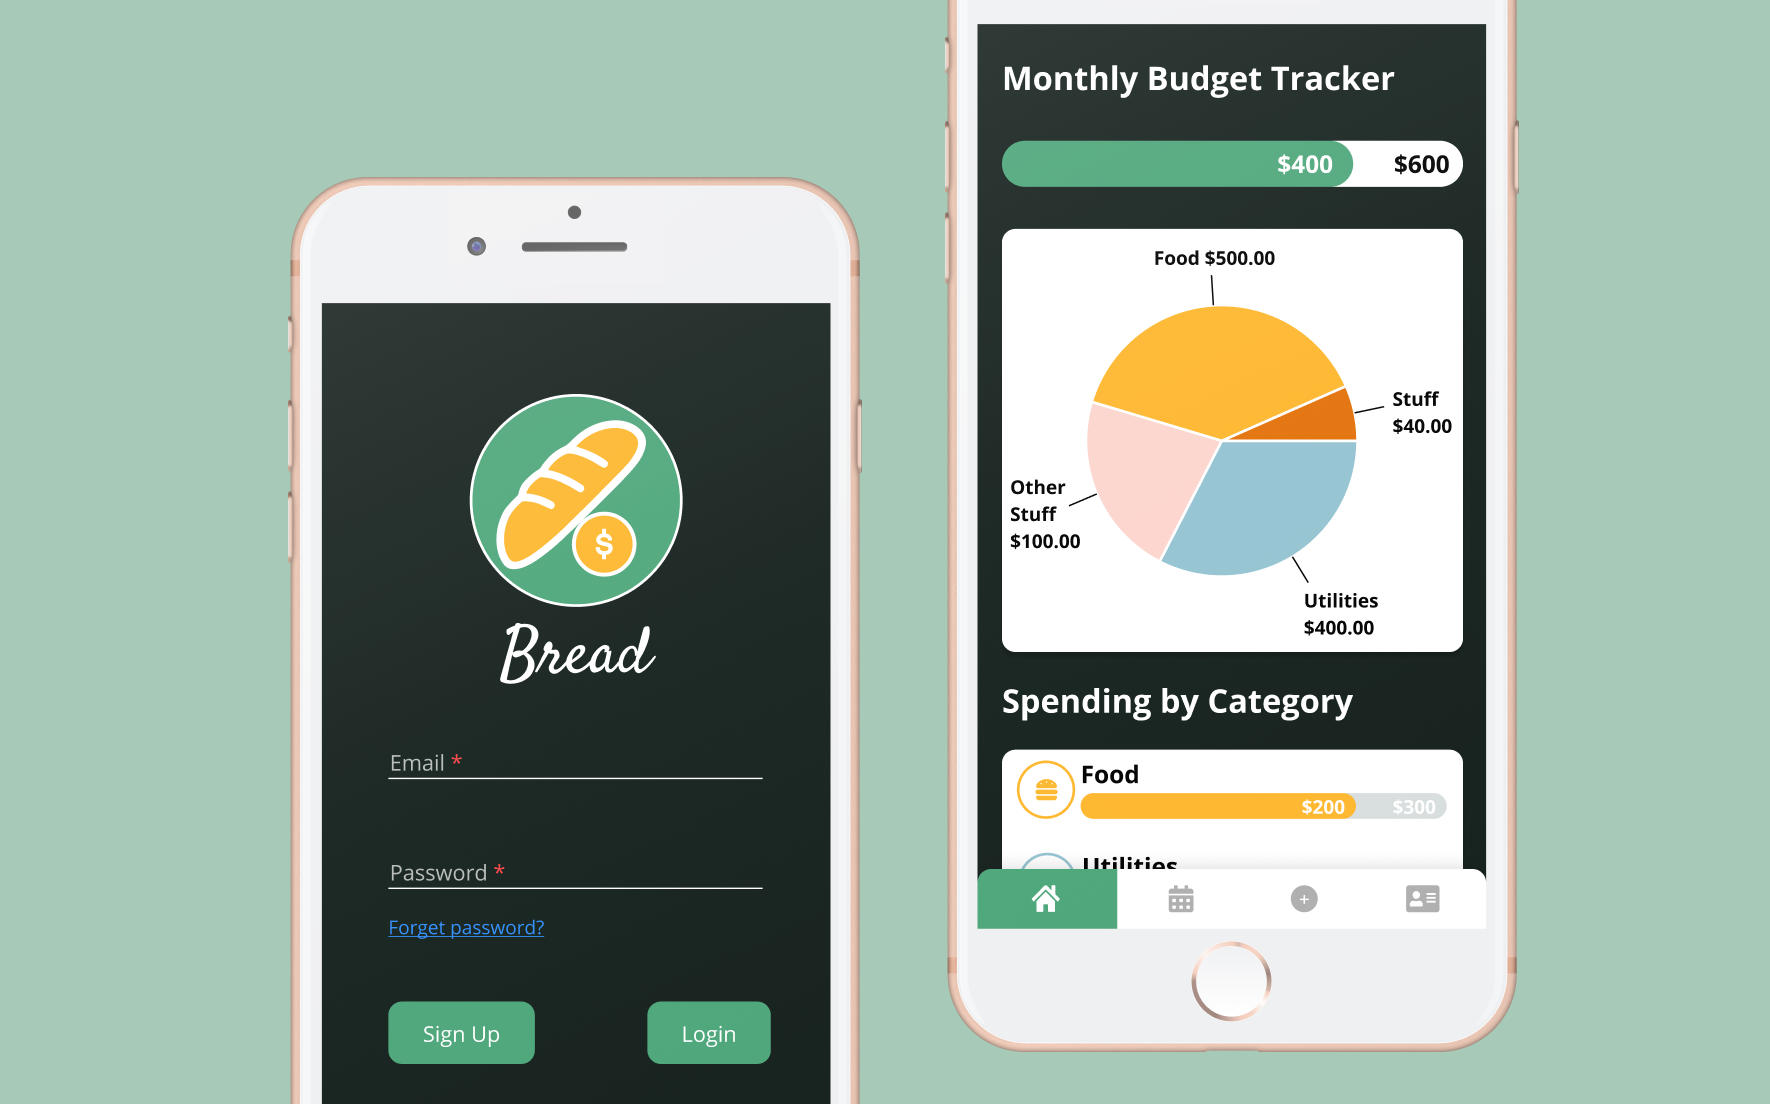 $
Bread
Email *
Password *
Forget password?
Sign Up
Login
Monthly Budget Tracker
$400
$600
Food $500.00
Stuff
$40.00
Other
Stuff
$100.00
Utilities
$400.00
Spending by Category
Food
$200
$300
Utilities